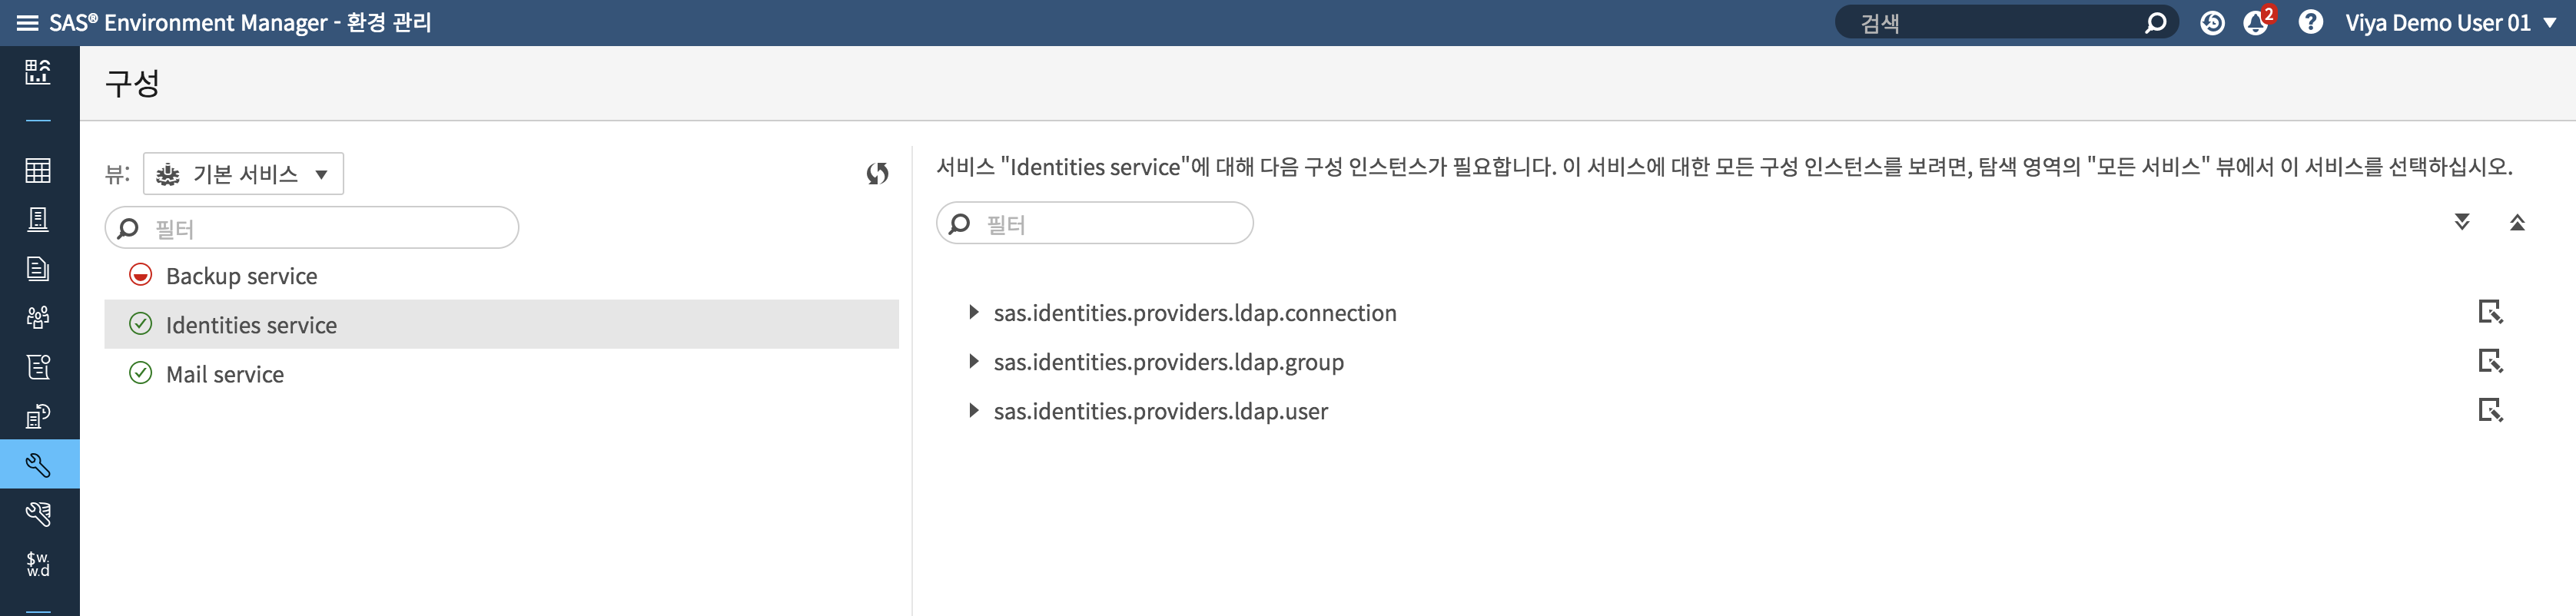 SAS® Environment Manager - 환경 관리
검색
2
Viya Demo User 01
구성
뷰: 기본 서비스
필터
Backup service
Identities service
Mail service
서비스 "Identities service"에 대해 다음 구성 인스턴스가 필요합니다. 이 서비스에 대한 모든 구성 인스턴스를 보려면, 탐색 영역의 "모든 서비스" 뷰에서 이 서비스를 선택하십시오.
필터
sas.identities.providers.ldap.connection
sas.identities.providers.ldap.group
sas.identities.providers.ldap.user
$w.
w.d